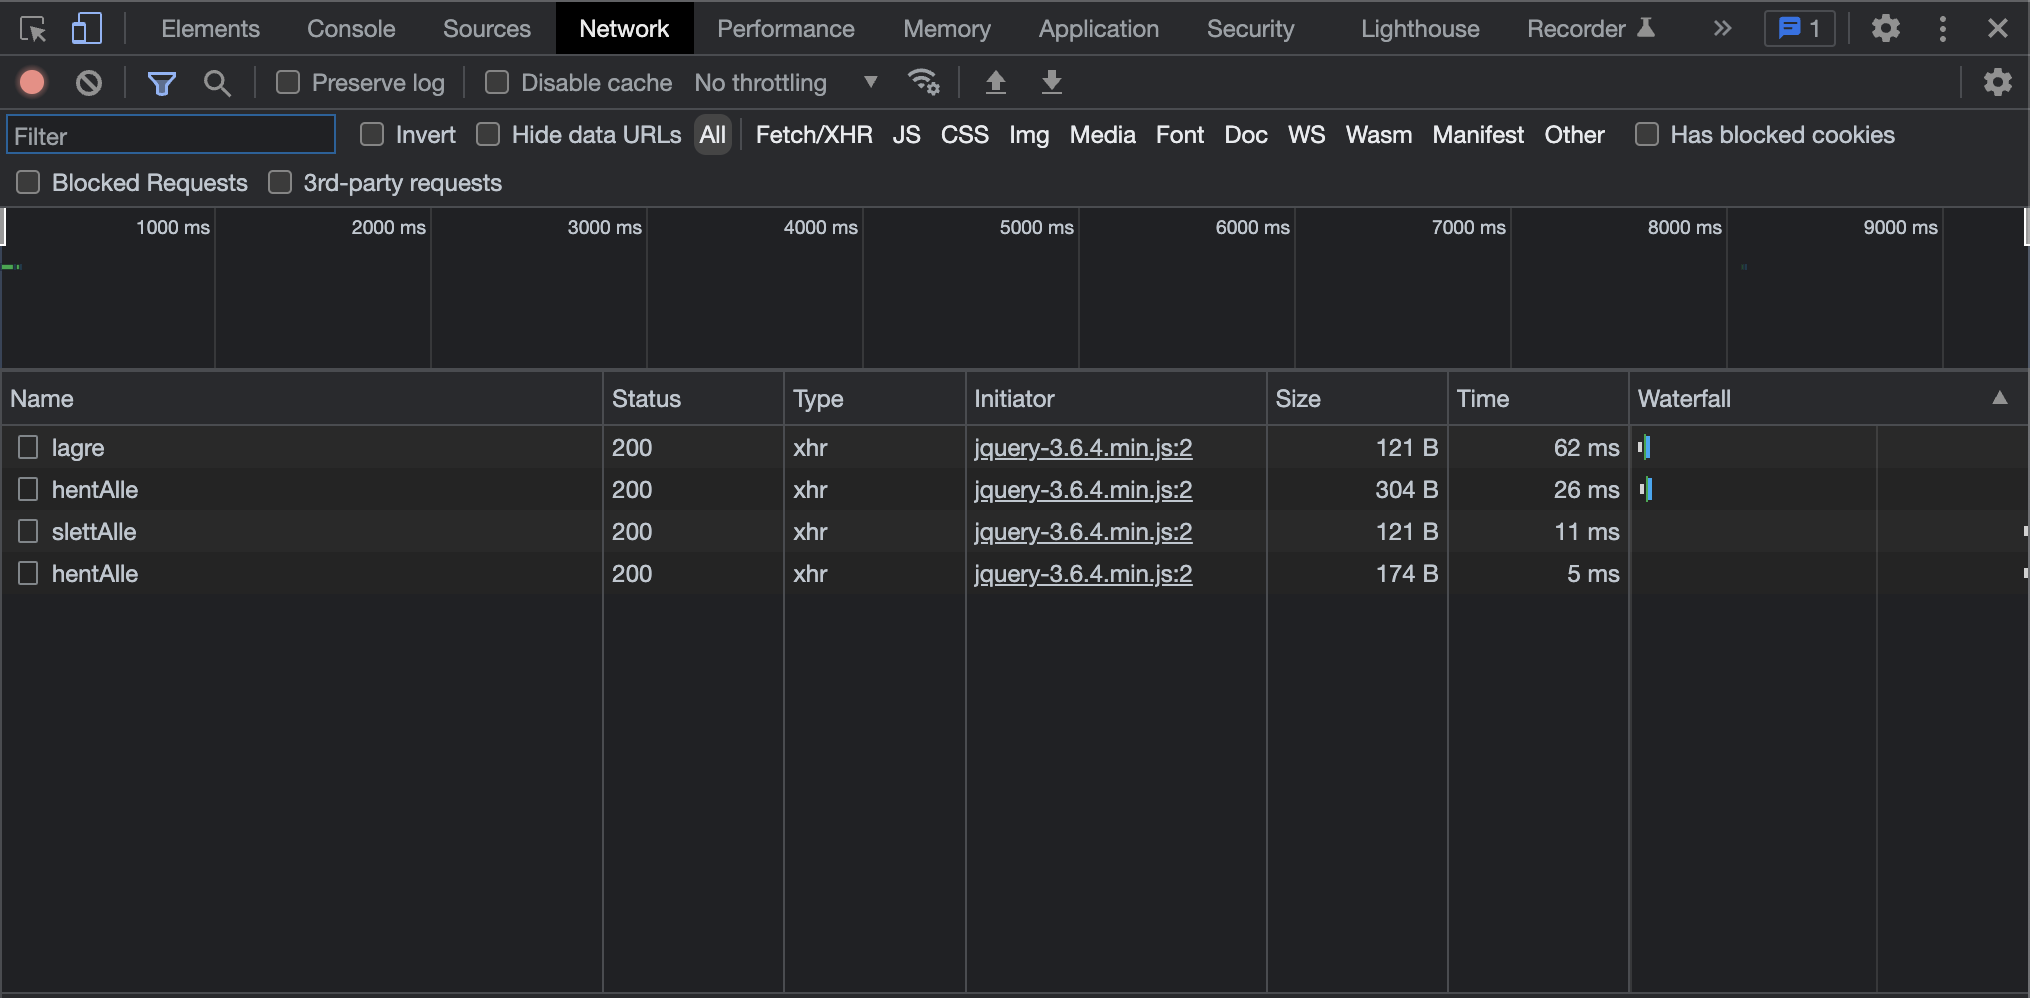 Elements Console Sources Network Performance Memory Application Security Lighthouse Recorder 1
Preserve log Disable cache No throttling
Filter Invert Hide data URLs All Fetch/XHR JS CSS Img Media Font Doc WS Wasm Manifest Other Has blocked cookies
Blocked Requests 3rd-party requests
1000 ms 2000 ms 3000 ms 4000 ms 5000 ms 6000 ms 7000 ms 8000 ms 9000 ms
Name Status Type Initiator Size Time Waterfall
lagre 200 xhr jquery-3.6.4.min.js:2 121 B 62 ms
hentAlle 200 xhr jquery-3.6.4.min.js:2 304 B 26 ms
slettAlle 200 xhr jquery-3.6.4.min.js:2 121 B 11 ms
hentAlle 200 xhr jquery-3.6.4.min.js:2 174 B 5 ms